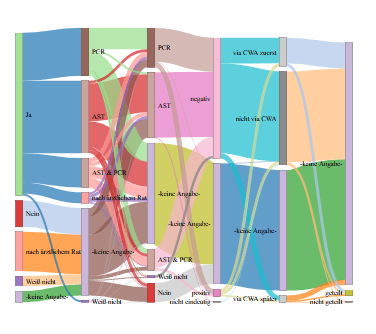 Ja
Nein
nach ärztlichem Rat
Weiß nicht
-keine Angabe-
PCR
AST
AST & PCR
nach ärztlichem Rat
-keine Angabe-
Weiß nicht
PCR
AST
-keine Angabe-
AST & PCR
Weiß nicht
Nein
negativ
-keine Angabe-
positiv
nicht eindeutig
via CWA zuerst
nicht via CWA
-keine Angabe-
via CWA später
-keine Angabe-
geteilt
nicht geteilt